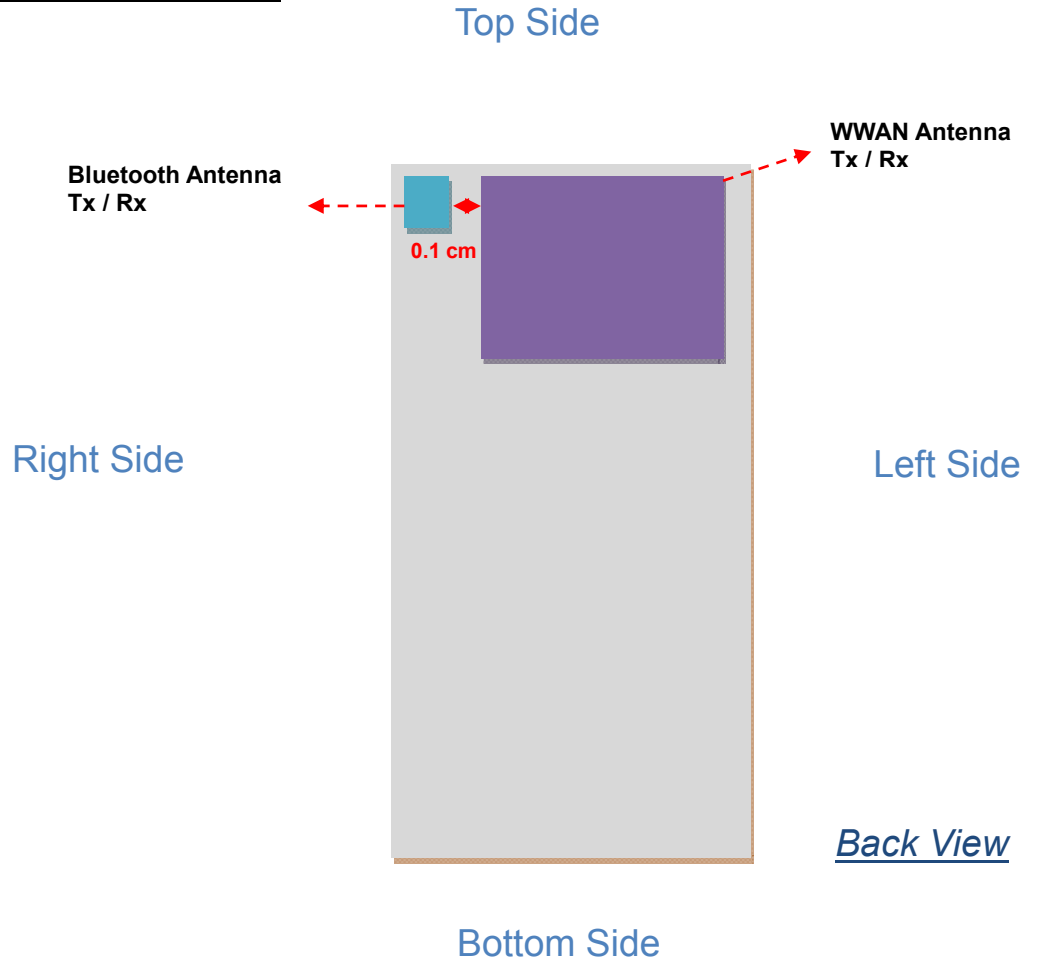 Top Side
WWAN Antenna
Tx / Rx
Bluetooth Antenna
Tx / Rx
0.1 cm
Right Side
Left Side
Back View
Bottom Side